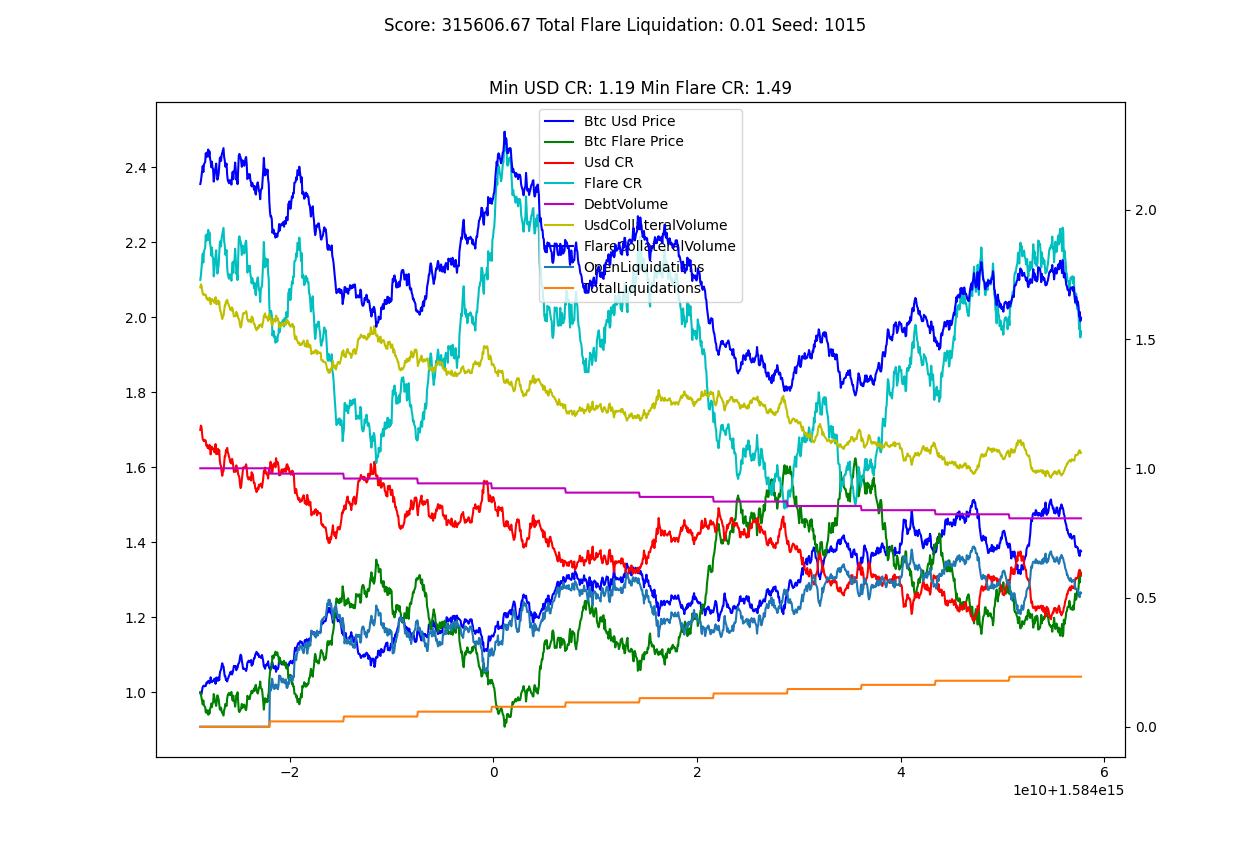 Score: 315606.67 Total Flare Liquidation: 0.01 Seed: 1015
Min USD CR: 1.19 Min Flare CR: 1.49
Btc Usd Price
Btc Flare Price
Usd CR
Flare CR
DebtVolume
UsdCollateralVolume
FlareCollateralVolume
OpenLiquidations
TotalLiquidations
2.4
2.2
2.0
1.8
1.6
1.4
1.2
1.0
2.0
1.5
1.0
0.5
0.0
−2 0 2 4 6
1e10+1.584e15